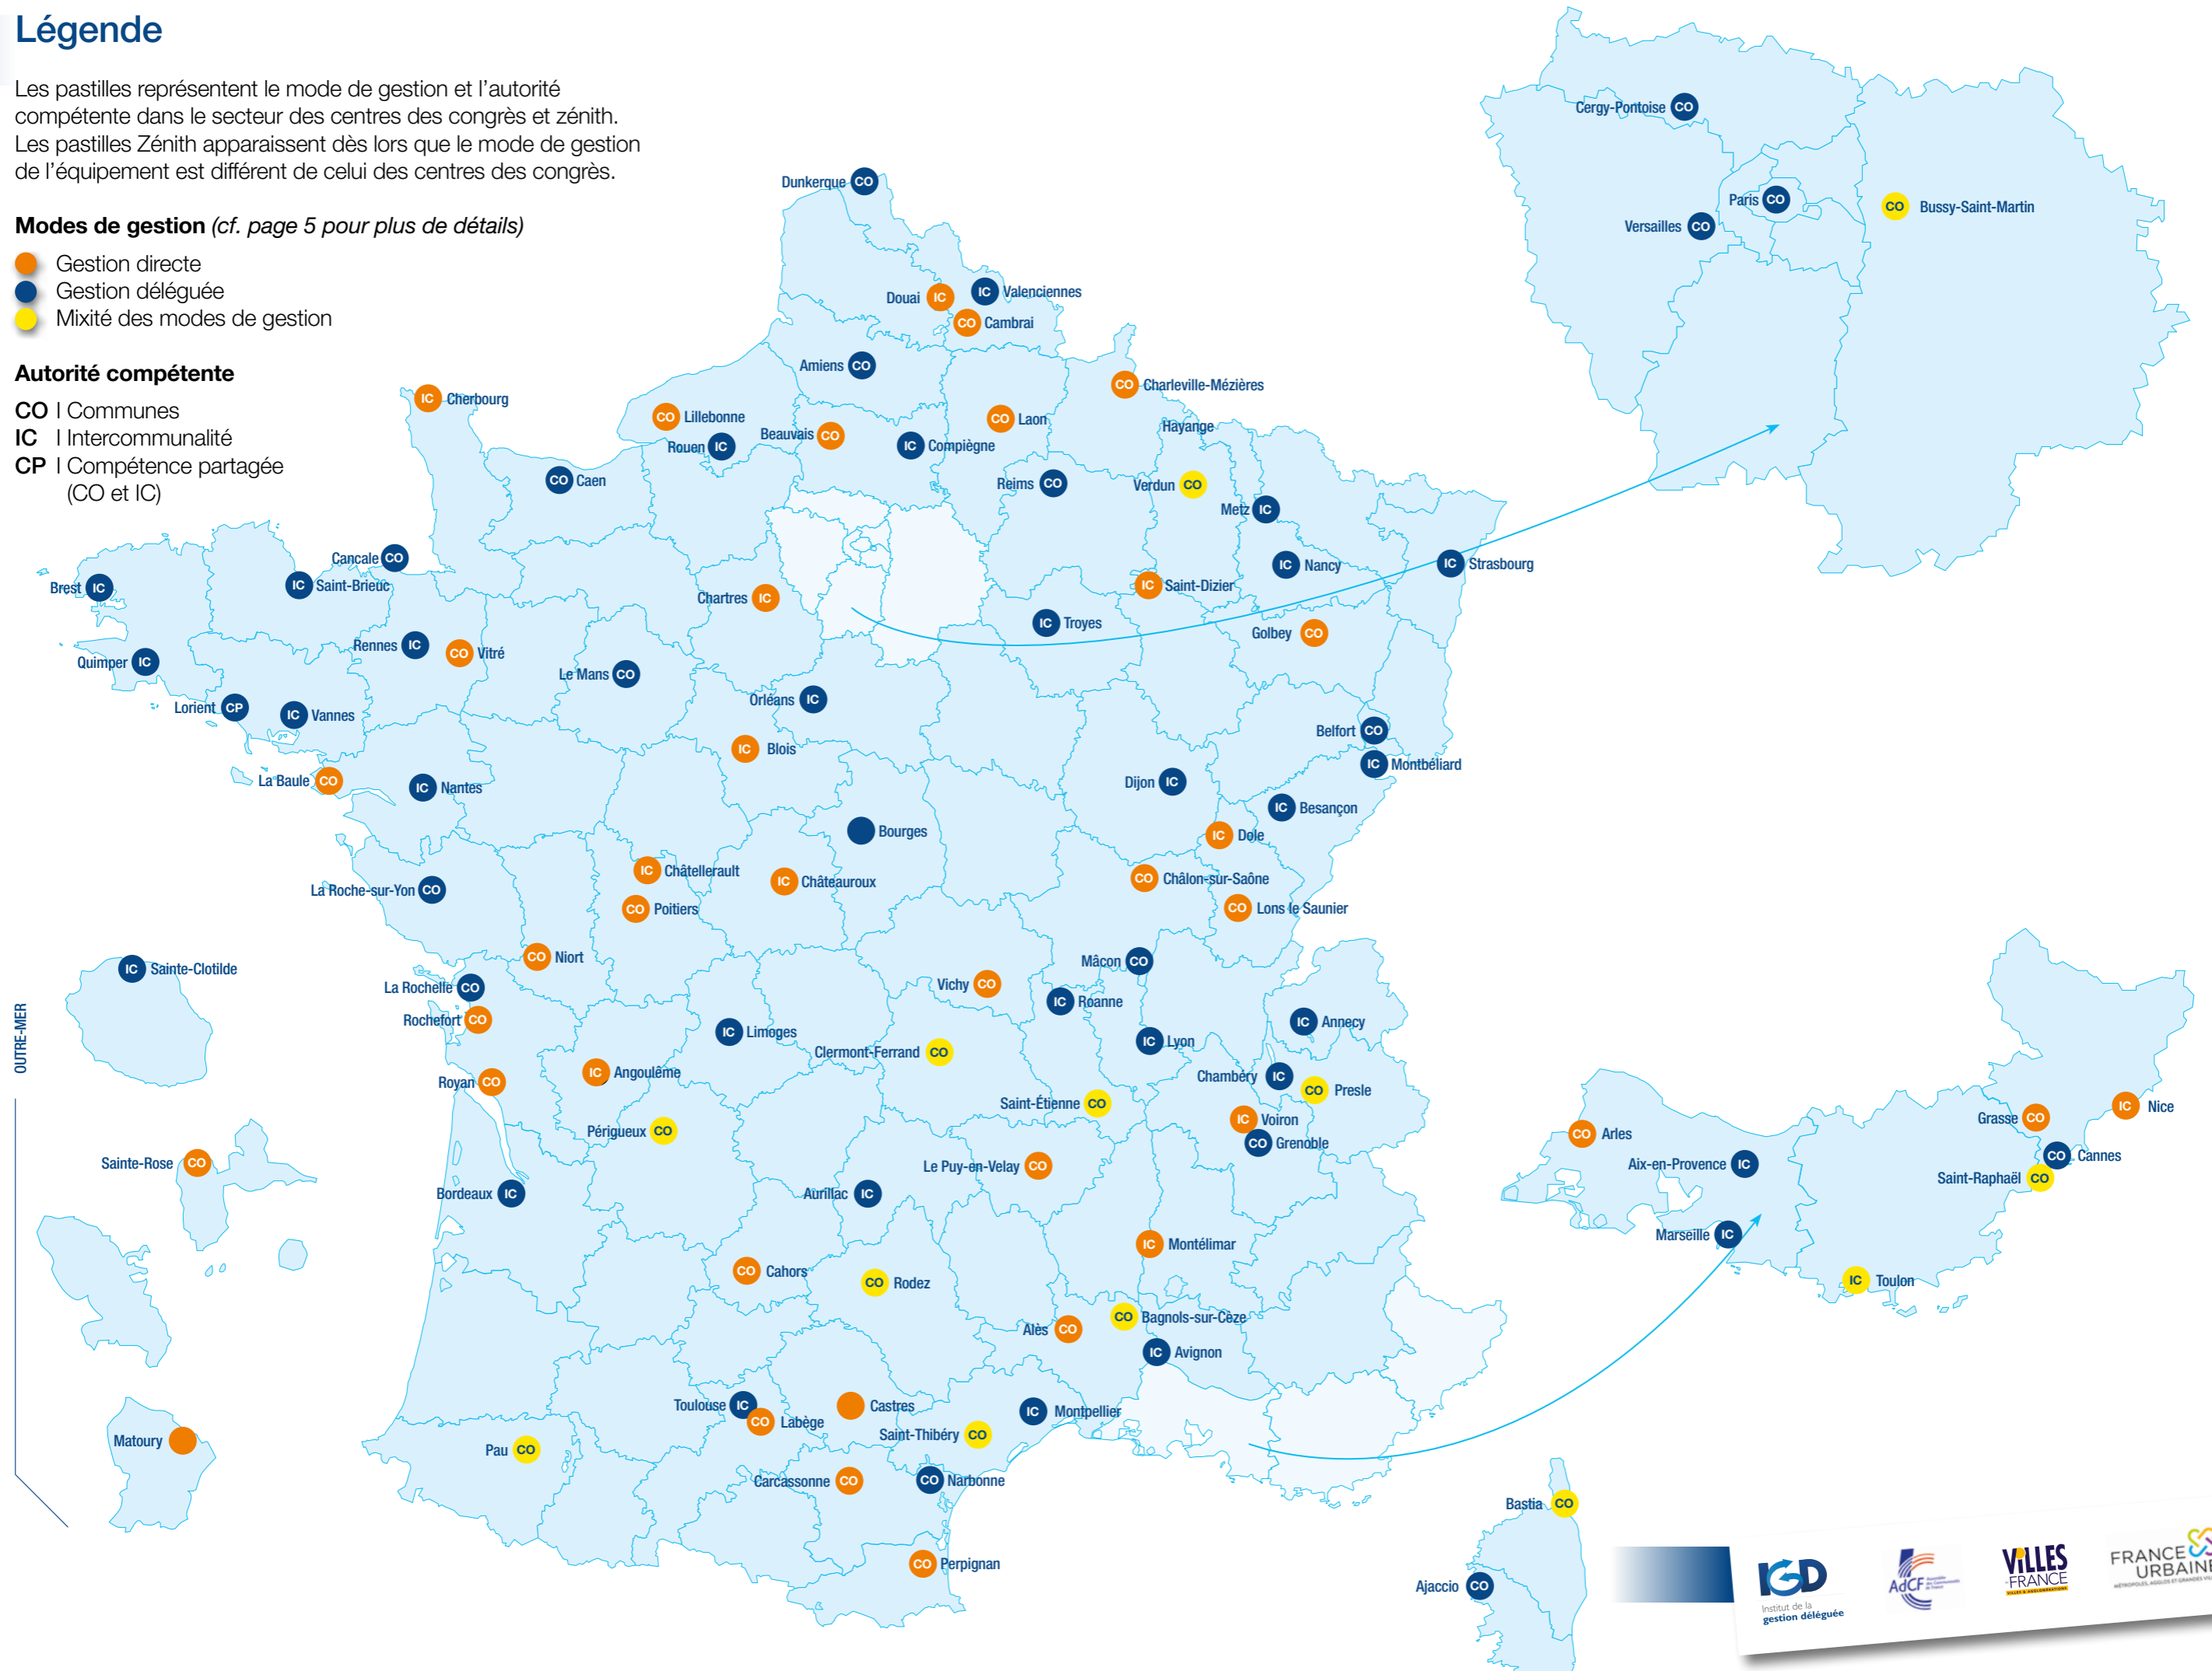 Légende
Les pastilles représentent le mode de gestion et l'autorité
compétente dans le secteur des centres des congrès et zénith.
Les pastilles Zénith apparaissent dès lors que le mode de gestion
de l'équipement est différent de celui des centres des congrès.
Modes de gestion (cf. page 5 pour plus de détails)
Gestion directe
Gestion déléguée
Mixité des modes de gestion
Autorité compétente
CO I Communes
IC I Intercommunalité
CP I Compétence partagée
(CO et IC)
Cergy-Pontoise CO
Paris CO
Versailles CO
CO Bussy-Saint-Martin
Dunkerque CO
Douai IC
IC Valenciennes
CO Cambrai
Amiens CO
CO Charleville-Mézières
IC Cherbourg
CO Lillebonne
Rouen IC
Beauvais CO
IC Compiègne
CO Laon
Hayange
CO Caen
Reims CO
Verdun CO
Metz IC
Cancale CO
IC Nancy
IC Strasbourg
Brest IC
IC Saint-Brieuc
Chartres IC
IC Saint-Dizier
IC Troyes
Golbey CO
Rennes IC
CO Vitré
Quimper IC
Le Mans CO
Orléans IC
Lorient CP
IC Vannes
Belfort CO
IC Blois
IC Montbéliard
La Baule CO
IC Nantes
Dijon IC
IC Besançon
Bourges
IC Dole
IC Châtellerault
IC Châteauroux
CO Châlon-sur-Saône
La Roche-sur-Yon CO
CO Poitiers
CO Lons le Saunier
CO Niort
Mâcon CO
OUTRE-MER
IC Sainte-Clotilde
La Rochelle CO
Vichy CO
IC Roanne
Rochefort CO
IC Limoges
IC Annecy
Clermont-Ferrand CO
IC Lyon
Royan CO
IC Angoulême
Chambéry IC
CO Presle
Saint-Étienne CO
Périgueux CO
IC Voiron
CO Grenoble
Sainte-Rose CO
Le Puy-en-Velay CO
Bordeaux IC
Aurillac IC
CO Arles
Grasse CO
IC Nice
Aix-en-Provence IC
CO Cannes
Saint-Raphaël CO
Marseille IC
IC Toulon
IC Montélimar
CO Cahors
CO Rodez
CO Bagnols-sur-Cèze
Alès CO
IC Avignon
Toulouse IC
CO Labège
Castres
IC Montpellier
Saint-Thibéry CO
Matoury
Pau CO
Carcassonne CO
CO Narbonne
CO Perpignan
Bastia CO
Ajaccio CO
IGD
Institut de la
gestion déléguée
AdCF
VILLES
DE FRANCE
FRANCE
URBAINE